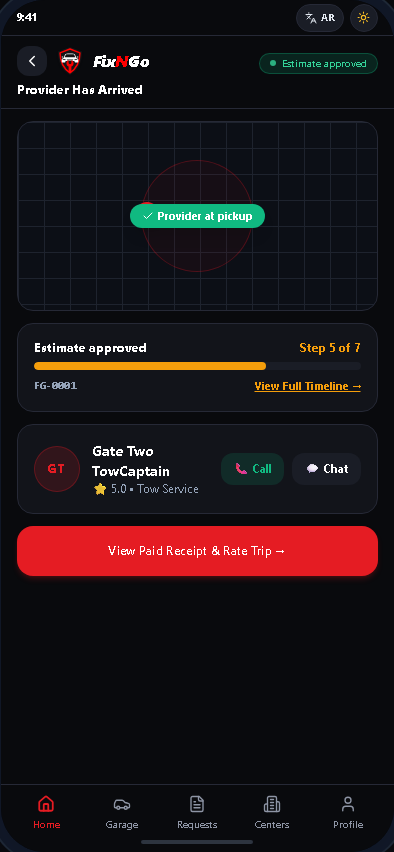 9:41
AR
FixNGo
Estimate approved
Provider Has Arrived
Provider at pickup
Estimate approved
Step 5 of 7
FG-0001
View Full Timeline →
Gate Two
TowCaptain
GT
⭐ 5.0 • Tow Service
📞 Call
💬 Chat
View Paid Receipt & Rate Trip →
Home
Garage
Requests
Centers
Profile